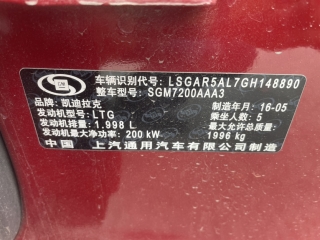 车辆识别代号: LSGAR5AL7GH148890
整车型号: SGM7200AAA3
品牌: 凯迪拉克 制造年月: 16-05
发动机型号: LTG 乘坐人数: 5
发动机排量: 1.998 L 最大允许总质量:
发动机最大净功率: 200 kW 1996 kg
中国 上汽通用汽车有限公司制造